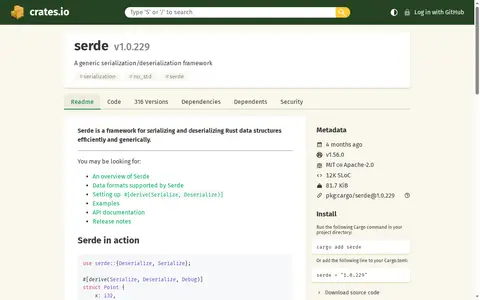 crates.io
Type 'S' or '/' to search
Log in with GitHub
serde v1.0.229
A generic serialization/deserialization framework
#serialization #no_std #serde
Readme Code 316 Versions Dependencies Dependents Security
Serde is a framework for serializing and deserializing Rust data structures
efficiently and generically.
You may be looking for:
An overview of Serde
Data formats supported by Serde
Setting up #[derive(Serialize, Deserialize)]
Examples
API documentation
Release notes
Serde in action
use serde::{Deserialize, Serialize};
#[derive(Serialize, Deserialize, Debug)]
struct Point {
x: i32,
Metadata
4 months ago
v1.56.0
MIT OR Apache-2.0
12K SLoC
81.7 KiB
pkg:cargo/serde@1.0.229
Install
Run the following Cargo command in your
project directory:
cargo add serde
Or add the following line to your Cargo.toml:
serde = "1.0.229"
Download source code